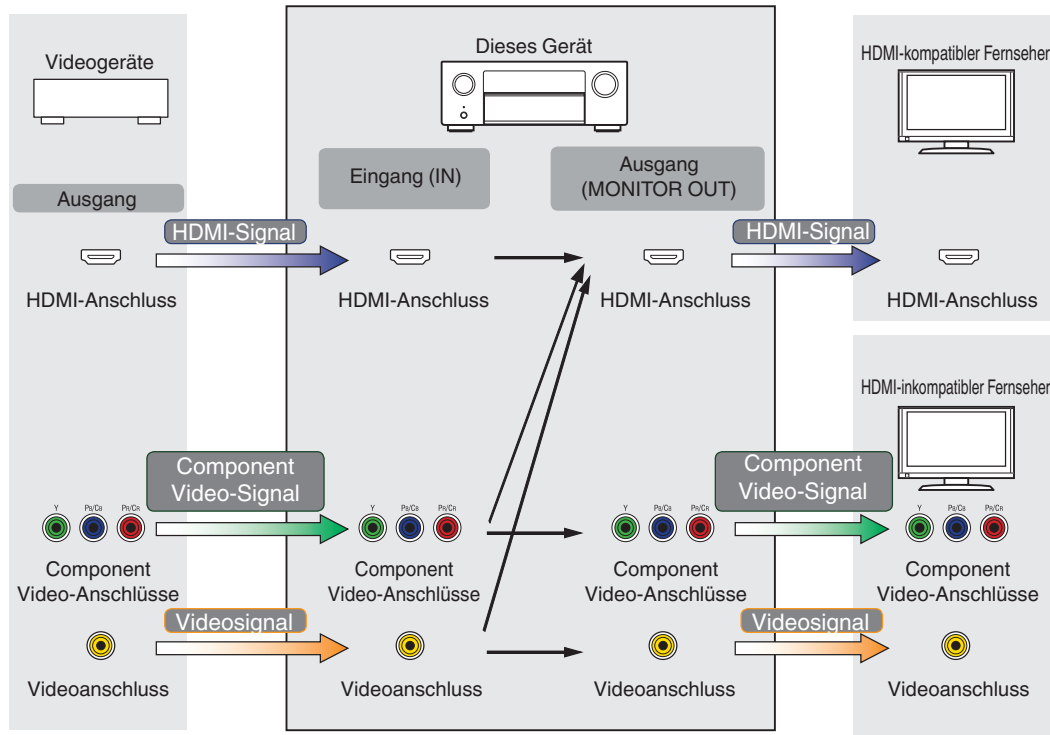 Videogeräte
Dieses Gerät
HDMI-kompatibler Fernseher
Ausgang
Eingang (IN)
Ausgang
(MONITOR OUT)
HDMI-Signal
HDMI-Signal
HDMI-Anschluss
HDMI-Anschluss
HDMI-Anschluss
HDMI-Anschluss
HDMI-inkompatibler Fernseher
Component
Video-Signal
Component
Video-Signal
Y PB/CB PR/CR
Y PB/CB PR/CR
Y PB/CB PR/CR
Y PB/CB PR/CR
Component
Video-Anschlüsse
Component
Video-Anschlüsse
Component
Video-Anschlüsse
Component
Video-Anschlüsse
Videosignal
Videosignal
Videoanschluss
Videoanschluss
Videoanschluss
Videoanschluss